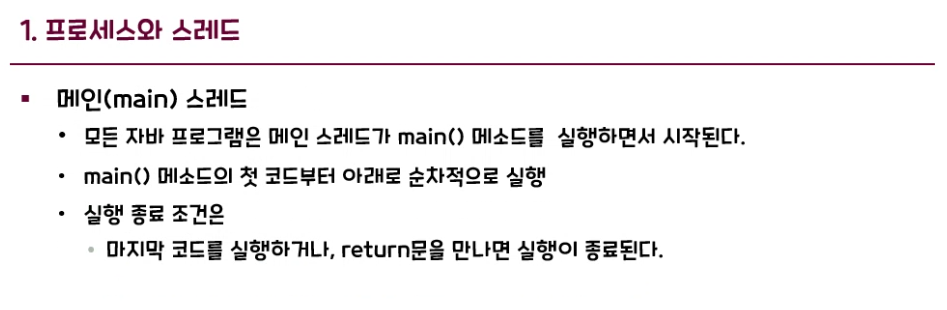 1. 프로세스와 스레드
▪ 메인(main) 스레드
• 모든 자바 프로그램은 메인 스레드가 main() 메소드를 실행하면서 시작된다.
• main() 메소드의 첫 코드부터 아래로 순차적으로 실행
• 실행 종료 조건은
• 마지막 코드를 실행하거나, return문을 만나면 실행이 종료된다.